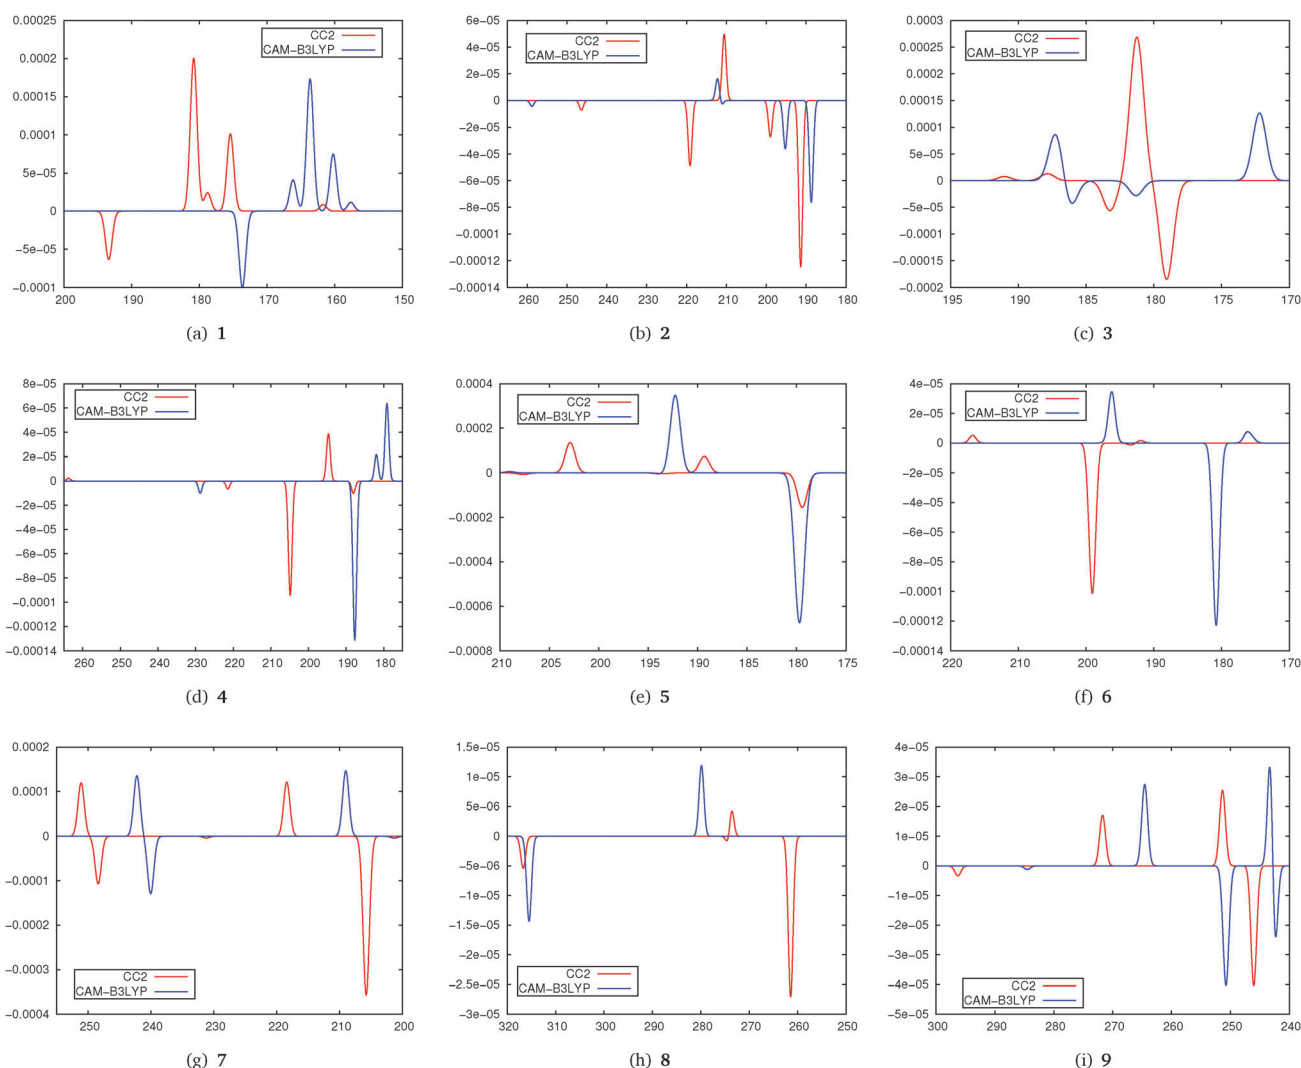 0.00025
0.0002
0.00015
0.0001
5e-05
0
-5e-05
-0.0001
200 190 180 170 160 150
CC2
CAM-B3LYP
(a) 1
6e-05
4e-05
2e-05
0
-2e-05
-4e-05
-6e-05
-8e-05
-0.0001
-0.00012
-0.00014
260 250 240 230 220 210 200 190 180
CC2
CAM-B3LYP
(b) 2
0.0003
0.00025
0.0002
0.00015
0.0001
5e-05
0
-5e-05
-0.0001
-0.00015
-0.0002
195 190 185 180 175 170
CC2
CAM-B3LYP
(c) 3
8e-05
6e-05
4e-05
2e-05
0
-2e-05
-4e-05
-6e-05
-8e-05
-0.0001
-0.00012
-0.00014
260 250 240 230 220 210 200 190 180
CC2
CAM-B3LYP
(d) 4
0.0004
0.0002
0
-0.0002
-0.0004
-0.0006
-0.0008
210 205 200 195 190 185 180 175
CC2
CAM-B3LYP
(e) 5
4e-05
2e-05
0
-2e-05
-4e-05
-6e-05
-8e-05
-0.0001
-0.00012
-0.00014
220 210 200 190 180 170
CC2
CAM-B3LYP
(f) 6
0.0002
0.0001
0
-0.0001
-0.0002
-0.0003
-0.0004
250 240 230 220 210 200
CC2
CAM-B3LYP
(g) 7
1.5e-05
1e-05
5e-06
0
-5e-06
-1e-05
-1.5e-05
-2e-05
-2.5e-05
-3e-05
320 310 300 290 280 270 260 250
CC2
CAM-B3LYP
(h) 8
4e-05
3e-05
2e-05
1e-05
0
-1e-05
-2e-05
-3e-05
-4e-05
-5e-05
300 290 280 270 260 250 240
CC2
CAM-B3LYP
(i) 9